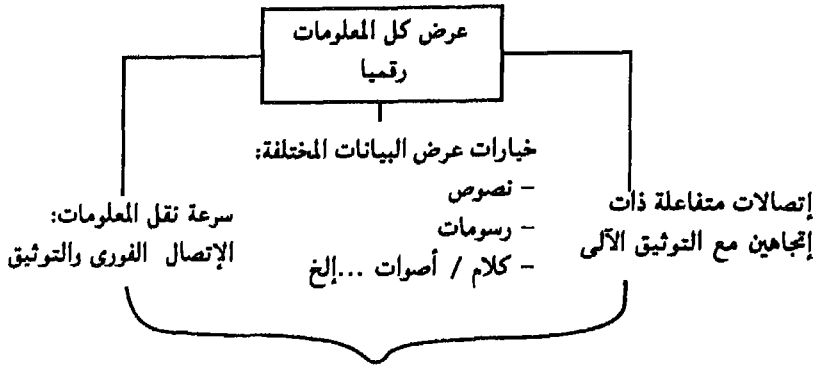 عرض كل المعلومات
رقميا
إتصالات متفاعلة ذات
إتجاهين مع التوثيق الآلى
خيارات عرض البيانات المختلفة:
– نصوص
– رسومات
– كلام / أصوات ...إلخ
سرعة نقل المعلومات:
الإتصال الفورى والتوثيق